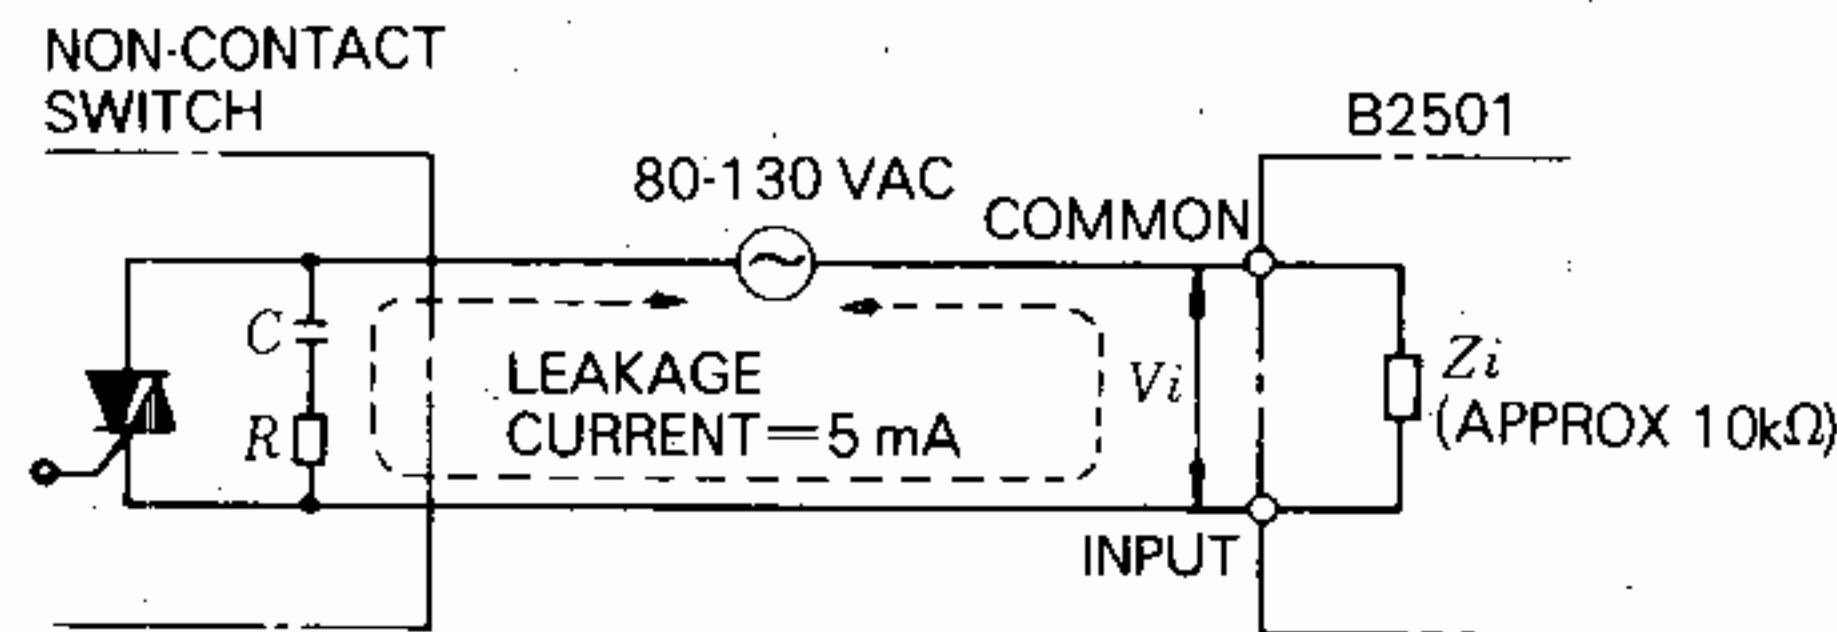 NON-CONTACT
SWITCH
B2501
80-130 VAC
COMMON
C
R
LEAKAGE
CURRENT=5 mA
Vi
Zi
(APPROX 10kΩ)
INPUT